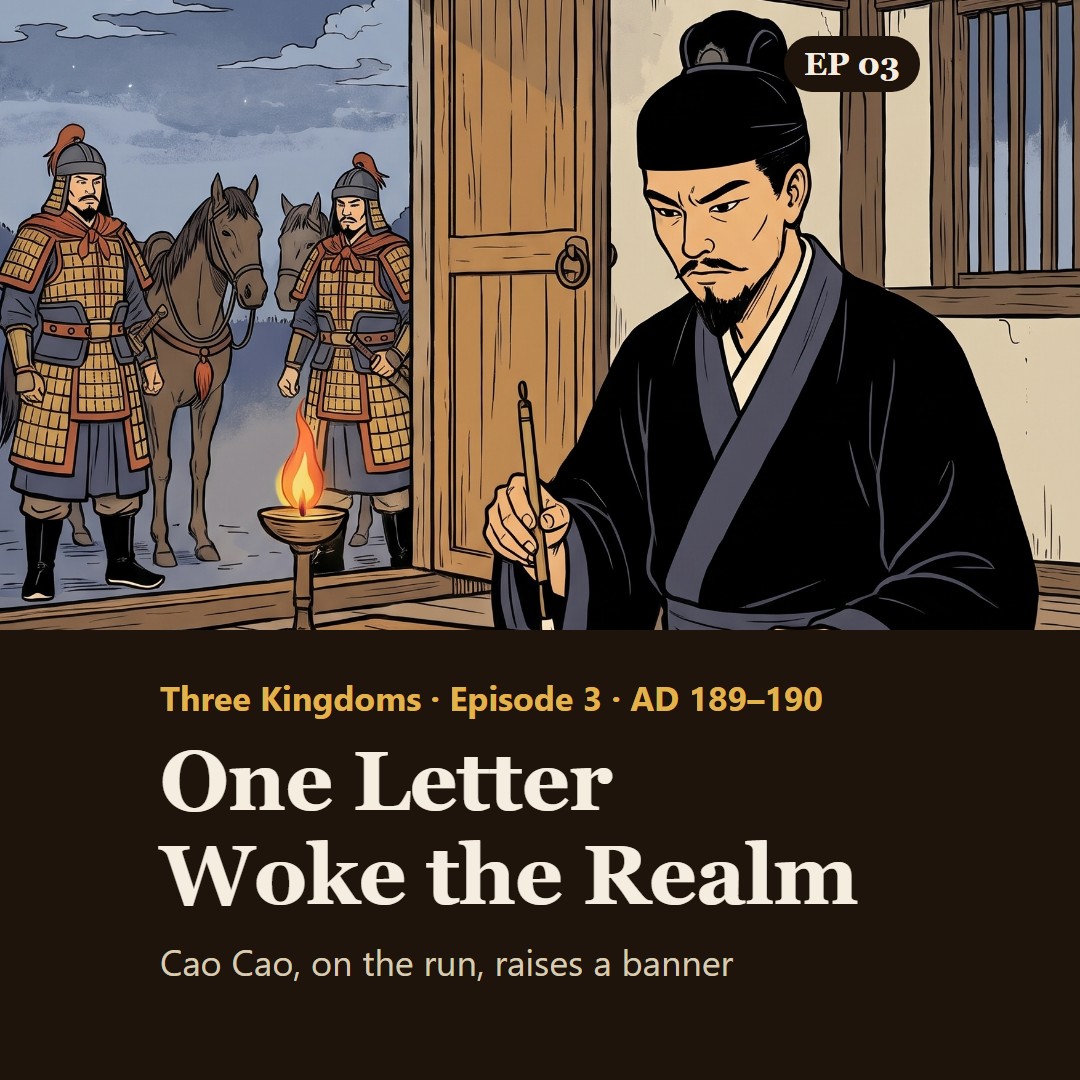 EP 03
Three Kingdoms · Episode 3 · AD 189–190
One Letter
Woke the Realm
Cao Cao, on the run, raises a banner